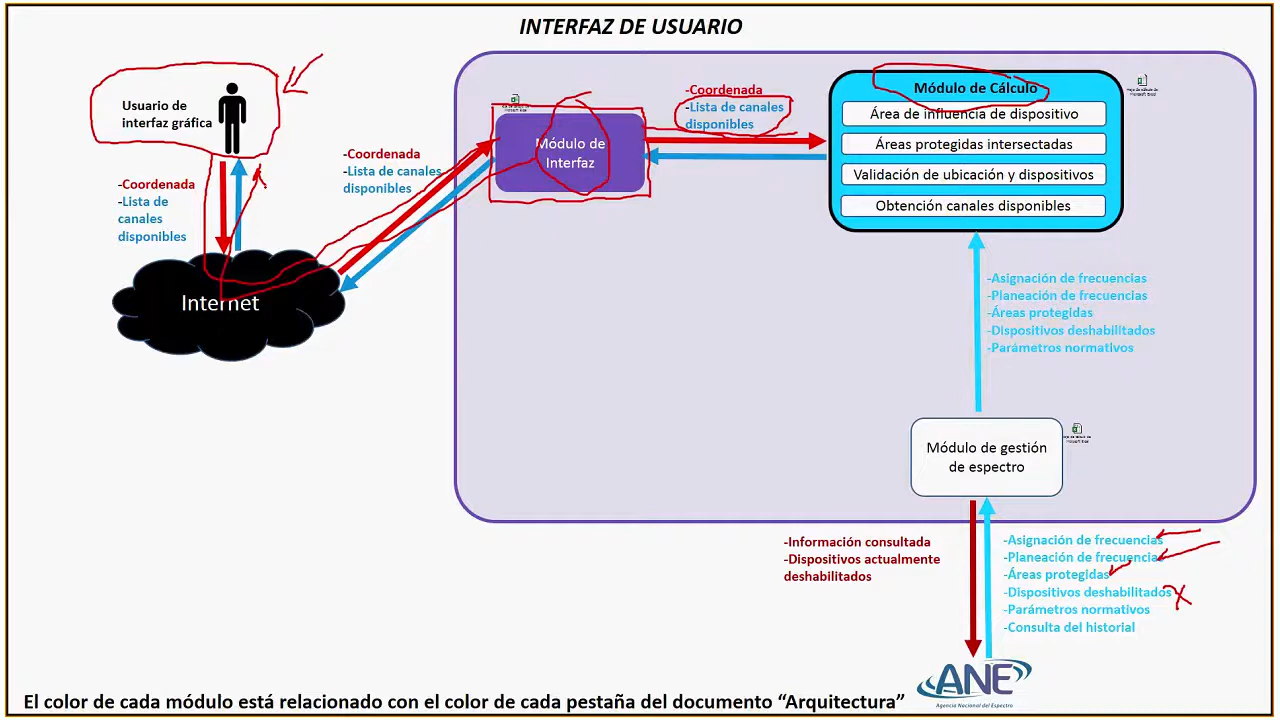 INTERFAZ DE USUARIO
Usuario de
interfaz gráfica
-Coordenada
-Lista de
canales
disponibles
Internet
-Coordenada
-Lista de canales
disponibles
Módulo de
Interfaz
-Coordenada
-Lista de canales
disponibles
Módulo de Cálculo
Área de influencia de dispositivo
Áreas protegidas intersectadas
Validación de ubicación y dispositivos
Obtención canales disponibles
-Asignación de frecuencias
-Planeación de frecuencias
-Áreas protegidas
-Dispositivos deshabilitados
-Parámetros normativos
Módulo de gestión
de espectro
-Información consultada
-Dispositivos actualmente
deshabilitados
-Asignación de frecuencias
-Planeación de frecuencia
-Áreas protegidas
-Dispositivos deshabilitados
-Parámetros normativos
-Consulta del historial
ANE
Agencia Nacional del Espectro
El color de cada módulo está relacionado con el color de cada pestaña del documento “Arquitectura”